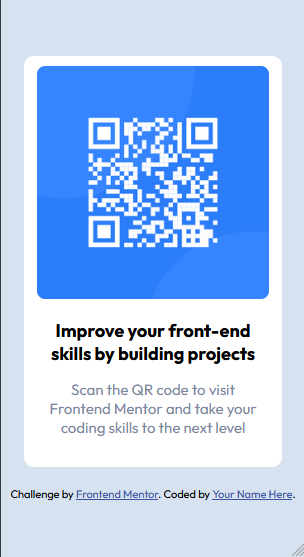 Improve your front-end
skills by building projects
Scan the QR code to visit
Frontend Mentor and take your
coding skills to the next level
Challenge by Frontend Mentor. Coded by Your Name Here.